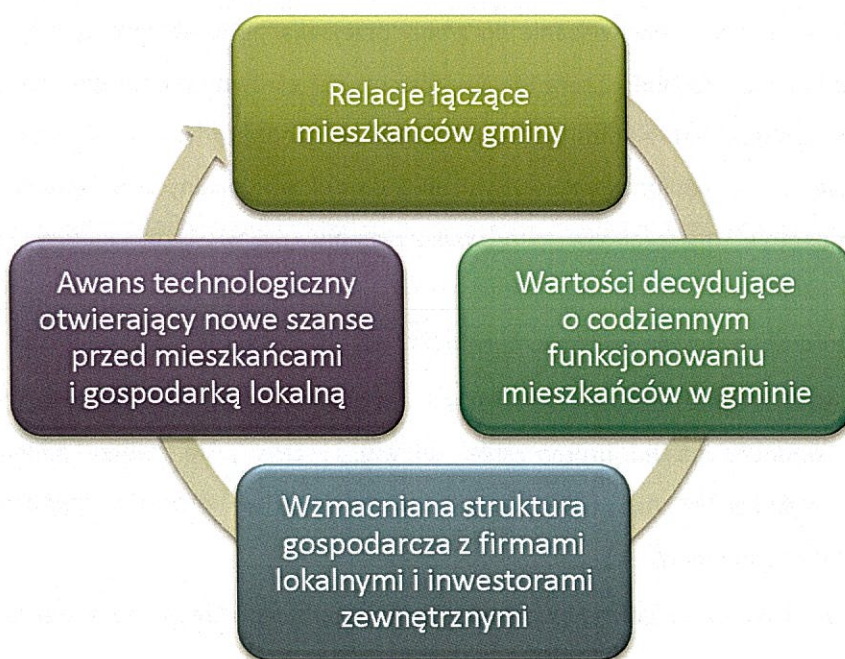 Relacje łączące
mieszkańców gminy
Wartości decydujące
o codziennym
funkcjonowaniu
mieszkańców w gminie
Wzmacniana struktura
gospodarcza z firmami
lokalnymi i inwestorami
zewnętrznymi
Awans technologiczny
otwierający nowe szanse
przed mieszkańcami
i gospodarką lokalną